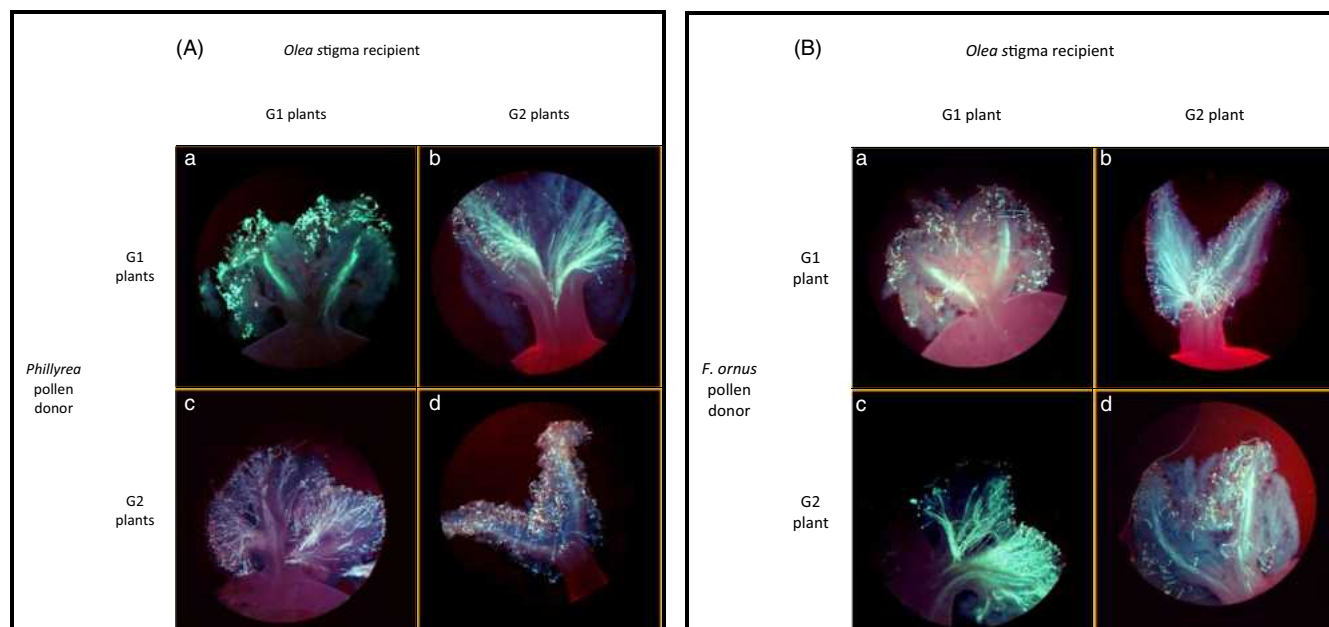 (A)
Olea stigma recipient
G1 plants
G2 plants
a
b
G1
plants
Phillyrea
pollen
donor
c
d
G2
plants
(B)
Olea stigma recipient
G1 plant
G2 plant
a
b
G1
plant
F. ornus
pollen
donor
c
d
G2
plant